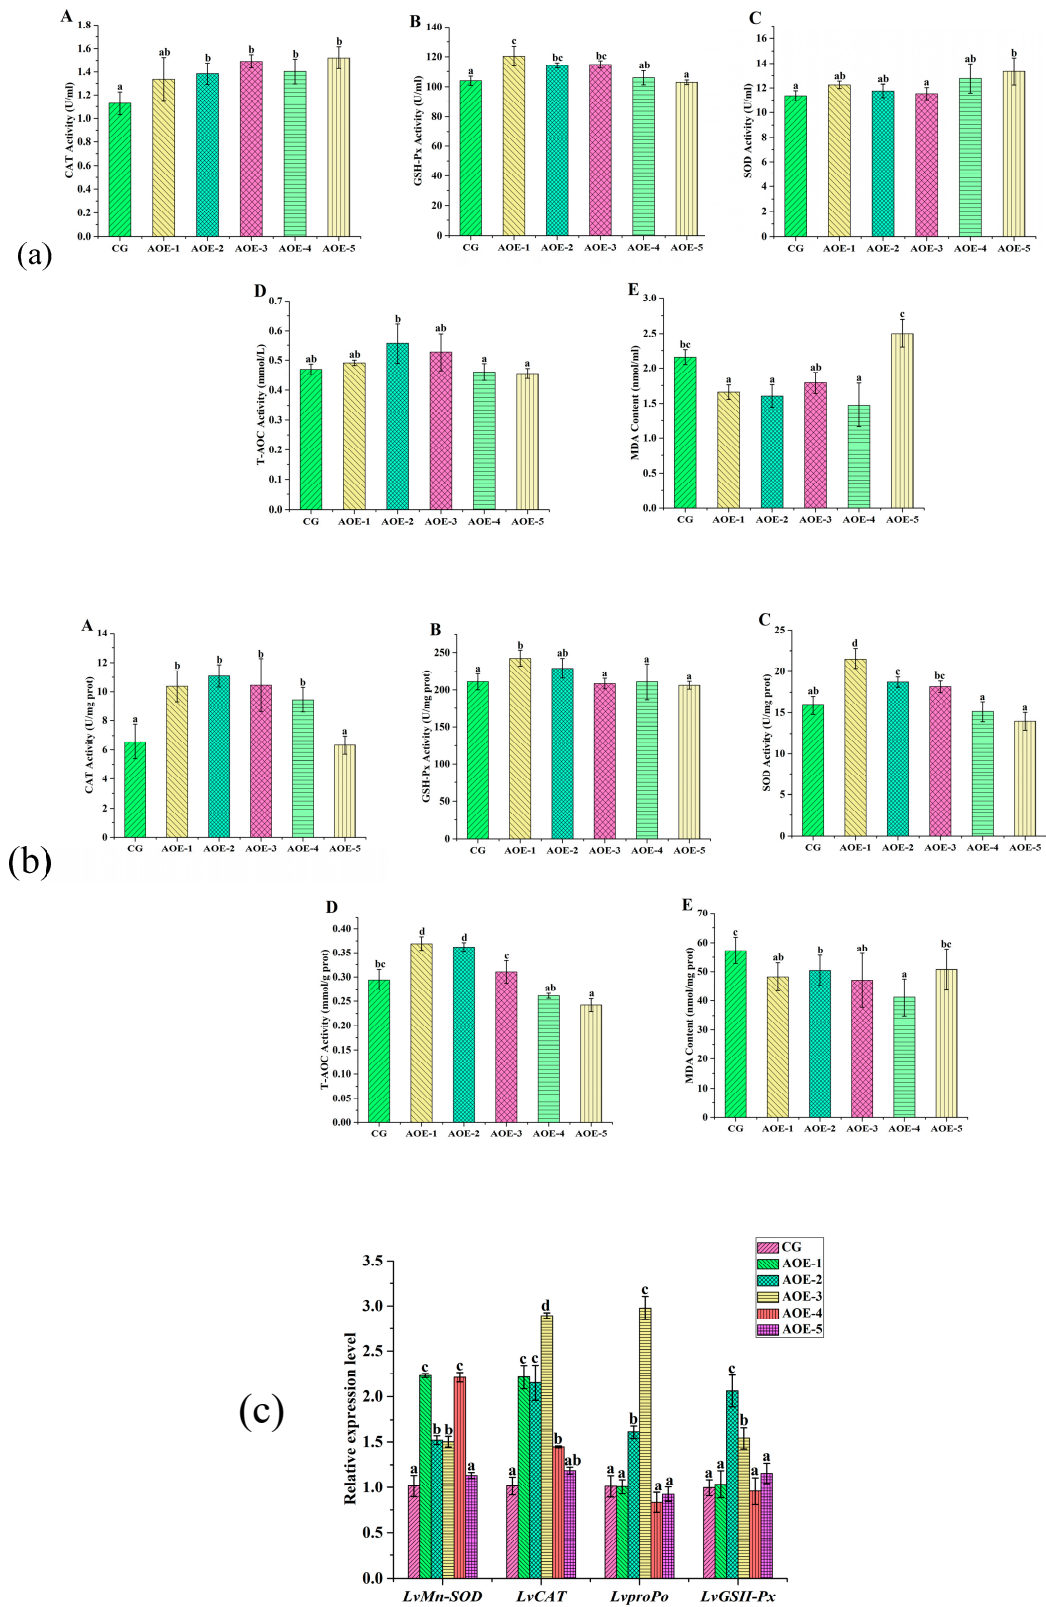 A
CAT Activity (U/ml)
1.8
1.6
1.4
1.2
1.0
0.8
0.6
0.4
0.2
0.0
a
ab
b
b
b
b
CG AOE-1 AOE-2 AOE-3 AOE-4 AOE-5
B
GSH-Px Activity (U/ml)
140
120
100
80
60
40
20
0
a
c
bc
bc
ab
a
CG AOE-1 AOE-2 AOE-3 AOE-4 AOE-5
C
SOD Activity (U/ml)
16
14
12
10
8
6
4
2
0
a
ab
ab
a
ab
b
CG AOE-1 AOE-2 AOE-3 AOE-4 AOE-5
(a)
D
T-AOC Activity (mmol/L)
0.7
0.6
0.5
0.4
0.3
0.2
0.1
0.0
ab
ab
b
ab
a
a
CG AOE-1 AOE-2 AOE-3 AOE-4 AOE-5
E
MDA Content (nmol/ml)
3.0
2.5
2.0
1.5
1.0
0.5
0.0
bc
a
a
ab
a
c
CG AOE-1 AOE-2 AOE-3 AOE-4 AOE-5
A
CAT Activity (U/mg prot)
14
12
10
8
6
4
2
0
a
b
b
b
b
a
CG AOE-1 AOE-2 AOE-3 AOE-4 AOE-5
B
GSH-Px Activity (U/mg prot)
250
200
150
100
50
0
a
b
ab
a
a
a
CG AOE-1 AOE-2 AOE-3 AOE-4 AOE-5
C
SOD Activity (U/mg prot)
25
20
15
10
5
0
ab
d
c
bc
a
a
CG AOE-1 AOE-2 AOE-3 AOE-4 AOE-5
(b)
D
T-AOC Activity (mmol/g prot)
0.40
0.35
0.30
0.25
0.20
0.15
0.10
0.05
0.00
bc
d
d
c
ab
a
CG AOE-1 AOE-2 AOE-3 AOE-4 AOE-5
E
MDA Content (nmol/mg prot)
70
60
50
40
30
20
10
0
c
ab
b
ab
a
bc
CG AOE-1 AOE-2 AOE-3 AOE-4 AOE-5
(c)
CG
AOE-1
AOE-2
AOE-3
AOE-4
AOE-5
Relative expression level
3.5
3.0
2.5
2.0
1.5
1.0
0.5
0.0
a c b b c a
a c c d b ab
a a b c a a
a a c b a a
LvMn-SOD LvCAT LvproPo LvGSII-Px